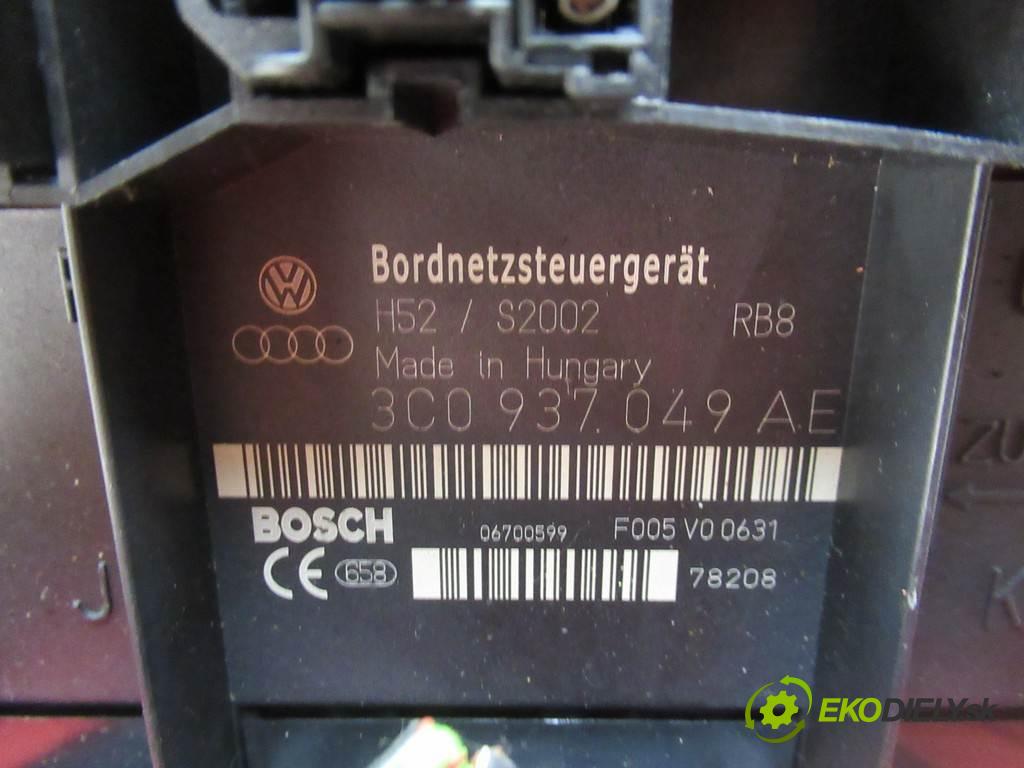 Bordnetzsteuergerät
H52 / S2002 RB8
Made in Hungary
3C0 937 049 AE
BOSCH 06700599 F005 V0 0631
CE 658 78208
ZU
J
K
EKODIELY.sk